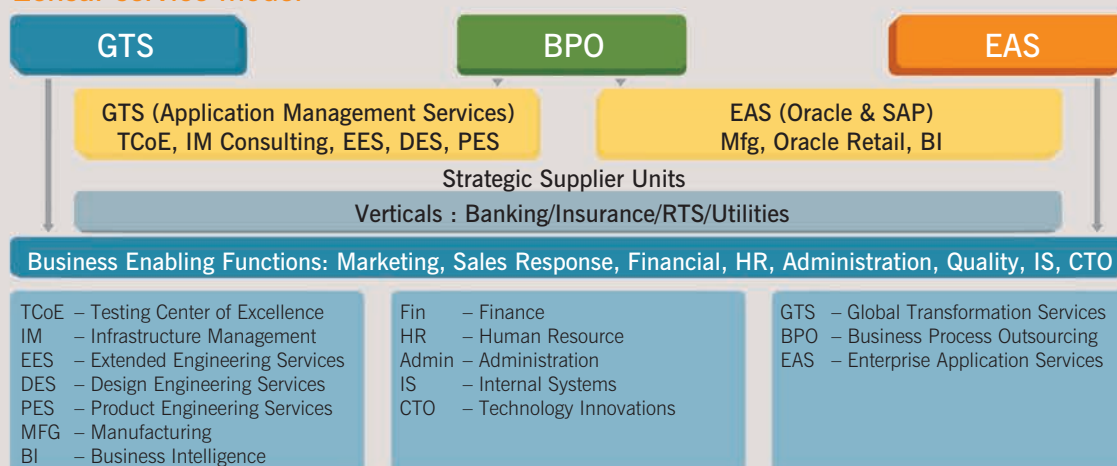 GTS
BPO
EAS
GTS (Application Management Services)
TCoE, IM Consulting, EES, DES, PES
EAS (Oracle & SAP)
Mfg, Oracle Retail, BI
Strategic Supplier Units
Verticals : Banking/Insurance/RTS/Utilities
Business Enabling Functions: Marketing, Sales Response, Financial, HR, Administration, Quality, IS, CTO
TCoE – Testing Center of Excellence
IM – Infrastructure Management
EES – Extended Engineering Services
DES – Design Engineering Services
PES – Product Engineering Services
MFG – Manufacturing
BI – Business Intelligence
Fin – Finance
HR – Human Resource
Admin – Administration
IS – Internal Systems
CTO – Technology Innovations
GTS – Global Transformation Services
BPO – Business Process Outsourcing
EAS – Enterprise Application Services